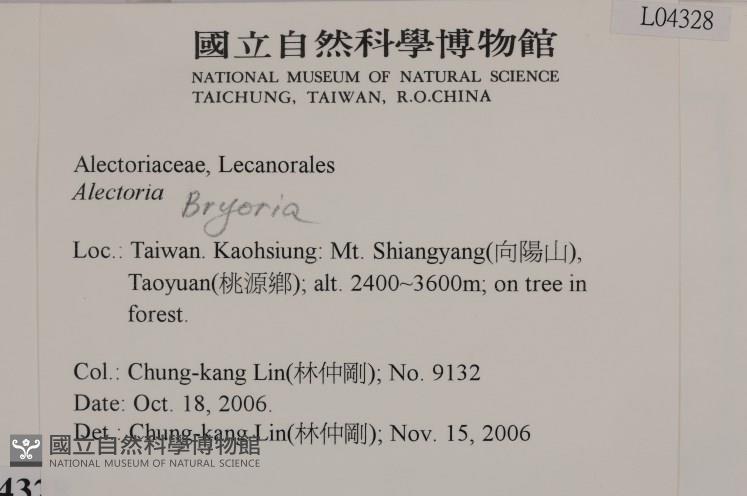 L04328
國立自然科學博物館
NATIONAL MUSEUM OF NATURAL SCIENCE
TAICHUNG, TAIWAN, R.O.CHINA
Alectoriaceae, Lecanorales
Alectoria Bryoria
Loc.: Taiwan. Kaohsiung: Mt. Shiangyang(向陽山),
Taoyuan(桃源鄉); alt. 2400~3600m; on tree in
forest.
Col.: Chung-kang Lin(林仲剛); No. 9132
Date: Oct. 18, 2006.
Det.: Chung-kang Lin(林仲剛); Nov. 15, 2006
國立自然科學博物館
NATIONAL MUSEUM OF NATURAL SCIENCE